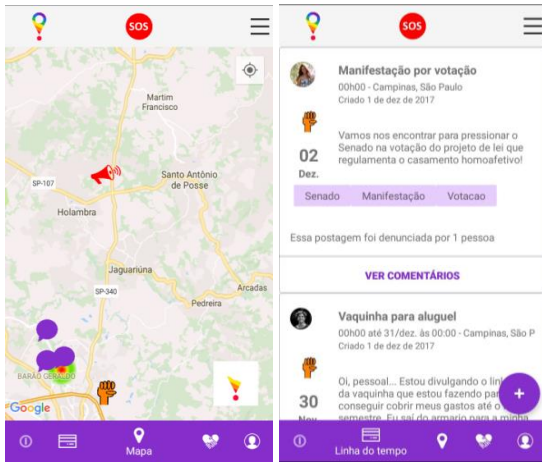 SOS
Martim
Francisco
Santo Antônio
de Posse
SP-107
Holambra
Jaguariúna
SP-340
Arcadas
Pedreira
BARÃO GERALDO
Google
Mapa
SOS
Manifestação por votação
00h00 - Campinas, São Paulo
Criado 1 de dez de 2017
Vamos nos encontrar para pressionar o
Senado na votação do projeto de lei que
regulamenta o casamento homoafetivo!
02
Dez.
Senado Manifestação Votacao
Essa postagem foi denunciada por 1 pessoa
VER COMENTÁRIOS
Vaquinha para aluguel
00h00 até 31/dez. às 00:00 - Campinas, São P
Criado 1 de dez de 2017
Oi, pessoal... Estou divulgando o lin
da vaquinha que estou fazendo par
conseguir cobrir meus gastos até o
semestre. Eu saí do armario para a minha
30
Nov
+
Linha do tempo